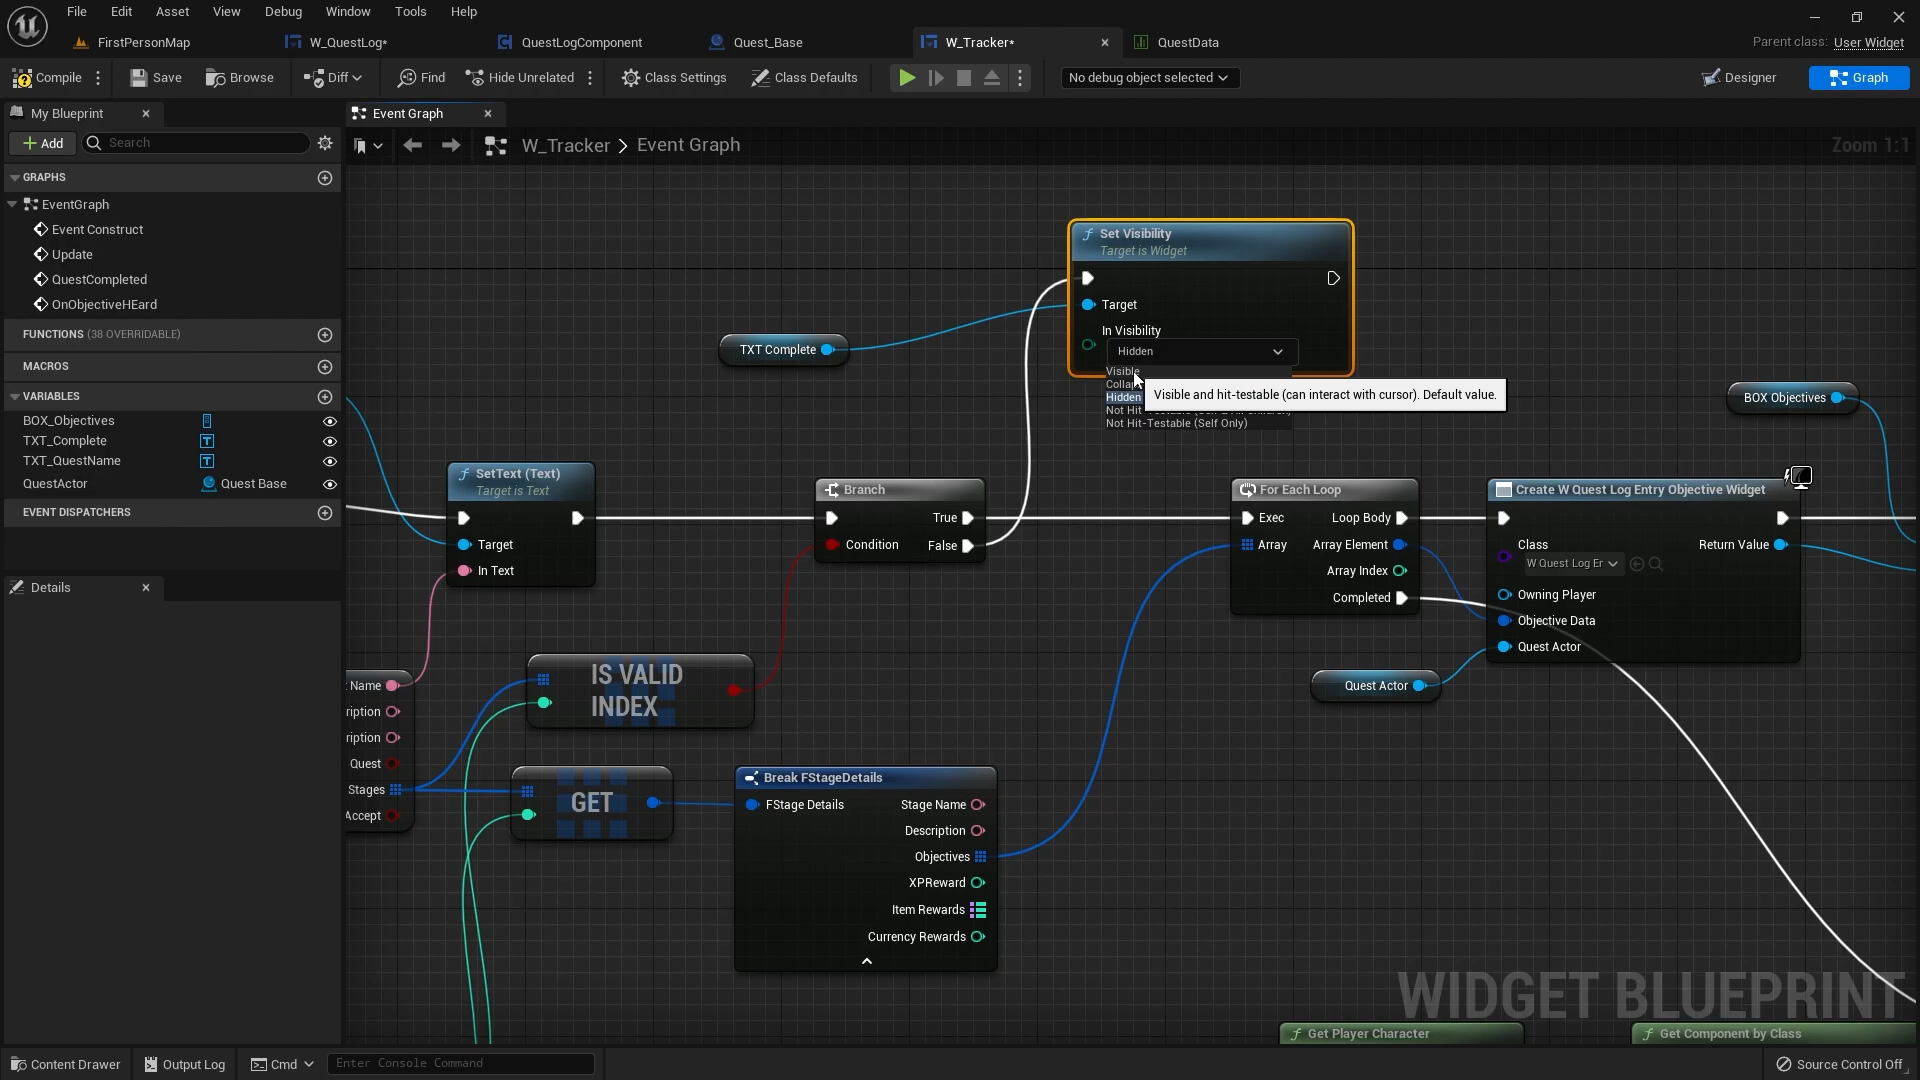 File Edit Asset View Debug Window Tools Help
FirstPersonMap W_QuestLog* QuestLogComponent Quest_Base W_Tracker* QuestData Parent class: User Widget
Compile Save Browse Diff Find Hide Unrelated Class Settings Class Defaults No debug object selected Designer Graph
My Blueprint
Event Graph
Add Search
W_Tracker > Event Graph
Zoom 1:1
GRAPHS
EventGraph
Event Construct
Update
QuestCompleted
OnObjectiveHEard
FUNCTIONS (38 OVERRIDABLE)
MACROS
VARIABLES
BOX_Objectives
TXT_Complete
TXT_QuestName
QuestActor Quest Base
EVENT DISPATCHERS
Details
Set Visibility
Target is Widget
Target
In Visibility
Hidden
Visible
Collap
Hidden
Not Hit-
Not Hit-Testable (Self Only)
Visible and hit-testable (can interact with cursor). Default value.
TXT Complete
BOX Objectives
SetText (Text)
Target is Text
Target
In Text
Branch
True
Condition False
For Each Loop
Exec Loop Body
Array Array Element
Array Index
Completed
Create W Quest Log Entry Objective Widget
Class Return Value
W Quest Log Er
Owning Player
Objective Data
Quest Actor
Quest Actor
IS VALID
INDEX
Name
ription
ription
Quest
Stages
Accept
GET
Break FStageDetails
FStage Details Stage Name
Description
Objectives
XPReward
Item Rewards
Currency Rewards
WIDGET BLUEPRINT
Get Player Character
Get Component by Class
Content Drawer Output Log Cmd Enter Console Command Source Control Off